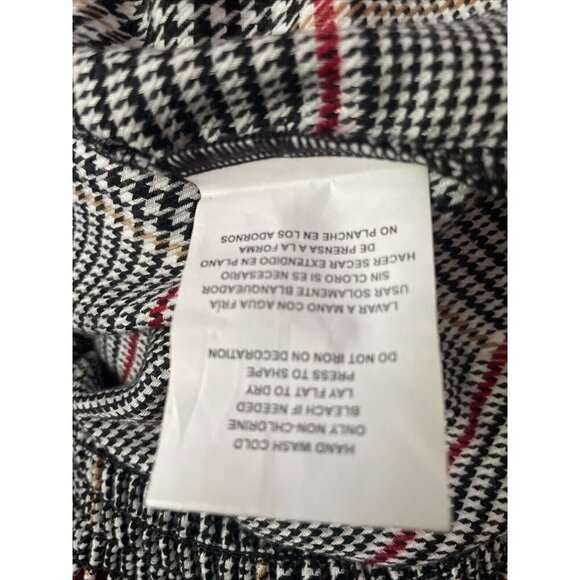 HAND WASH COLD
ONLY NON-CHLORINE
BLEACH IF NEEDED
LAY FLAT TO DRY
PRESS TO SHAPE
DO NOT IRON ON DECORATION
LAVAR A MANO CON AGUA FRÍA
USAR SOLAMENTE BLANQUEADOR
SIN CLORO SI ES NECESARIO
HACER SECAR EXTENDIDO EN PLANO
DE PRENSA A LA FORMA
NO PLANCHE EN LOS ADORNOS